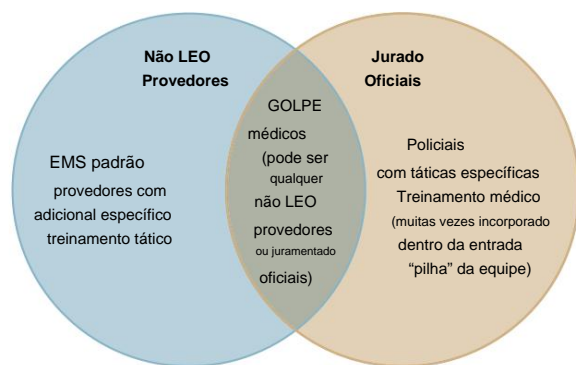 Não LEO
Provedores
Jurado
Oficiais
EMS padrão
provedores com
adicional específico
treinamento tático
GOLPE
médicos
(pode ser
qualquer
não LEO
provedores
ou juramentado
oficiais)
Policiais
com táticas específicas
Treinamento médico
(muitas vezes incorporado
dentro da entrada
“pilha” da equipe)